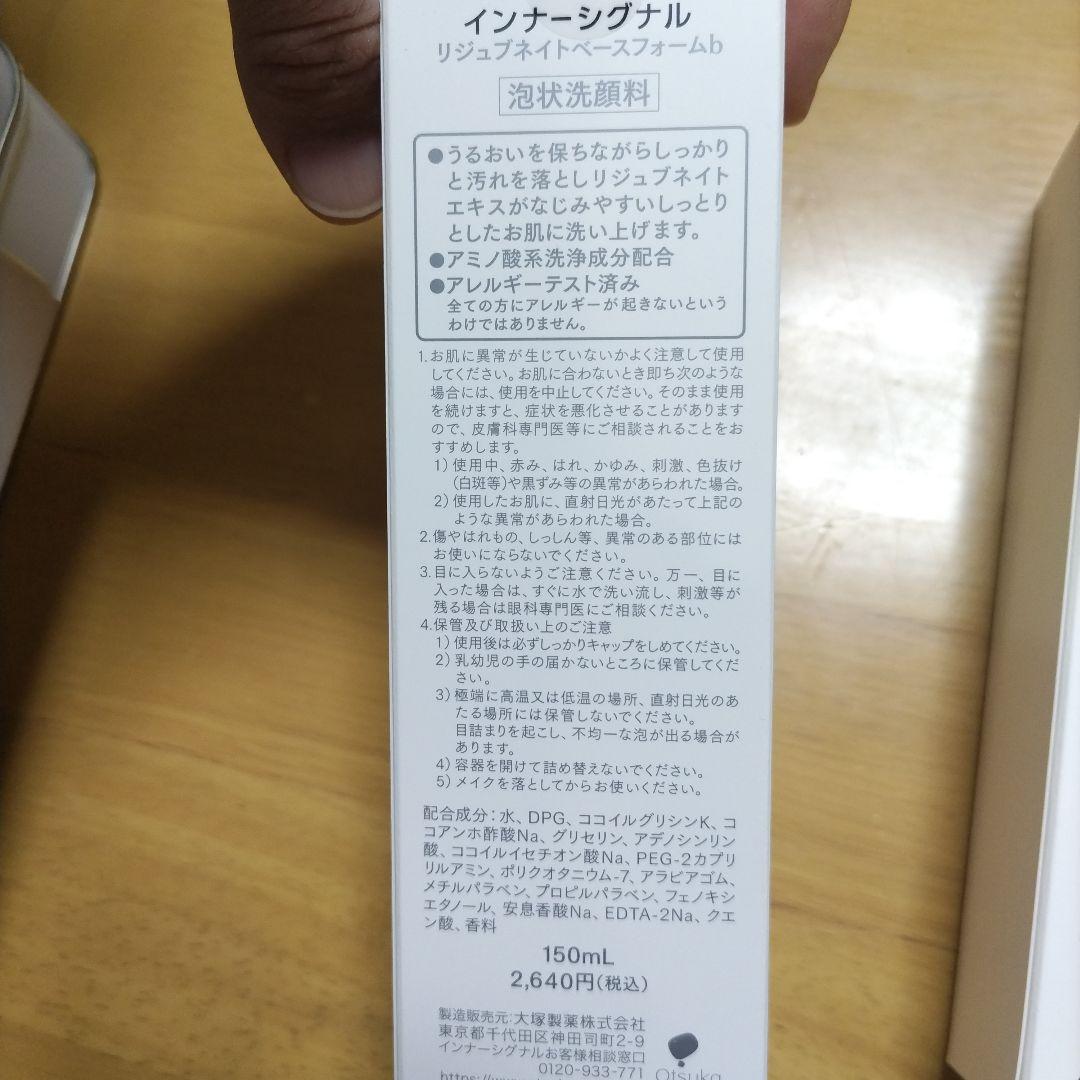 インナーシグナル
リジュブネイトベースフォームb
泡状洗顔料
●うるおいを保ちながらしっかり
と汚れを落としリジュブネイト
エキスがなじみやすいしっとり
としたお肌に洗い上げます。
●アミノ酸系洗浄成分配合
●アレルギーテスト済み
全ての方にアレルギーが起きないという
わけではありません。
1.お肌に異常が生じていないかよく注意して使用
してください。お肌に合わないとき即ち次のような
場合には、使用を中止してください。そのまま使用
を続けますと、症状を悪化させることがあります
ので、皮膚科専門医等にご相談されることをお
すすめします。
1）使用中、赤み、はれ、かゆみ、刺激、色抜け
（白斑等）や黒ずみ等の異常があらわれた場合。
2）使用したお肌に、直射日光があたって上記の
ような異常があらわれた場合。
2.傷やはれもの、しっしん等、異常のある部位には
お使いにならないでください。
3.目に入らないようご注意ください。万一、目に
入った場合は、すぐに水で洗い流し、刺激等が
残る場合は眼科専門医にご相談ください。
4.保管及び取扱い上のご注意
1）使用後は必ずしっかりキャップをしめてください。
2）乳幼児の手の届かないところに保管してくだ
さい。
3）極端に高温又は低温の場所、直射日光のあ
たる場所には保管しないでください。
目詰まりを起こし、不均一な泡が出る場合が
あります。
4）容器を開けて詰め替えないでください。
5）メイクを落としてからお使いください。
配合成分：水、DPG、ココイルグリシンK、コ
コアンホ酢酸Na、グリセリン、アデノシンリン
酸、ココイルイセチオン酸Na、PEG-2カプリ
リルアミン、ポリクオタニウム-7、アラビアゴム、
メチルパラベン、プロピルパラベン、フェノキシ
エタノール、安息香酸Na、EDTA-2Na、クエ
ン酸、香料
150mL
2,640円（税込）
製造販売元：大塚製薬株式会社
東京都千代田区神田司町2-9
インナーシグナルお客様相談窓口
0120-933-771
Otsuka